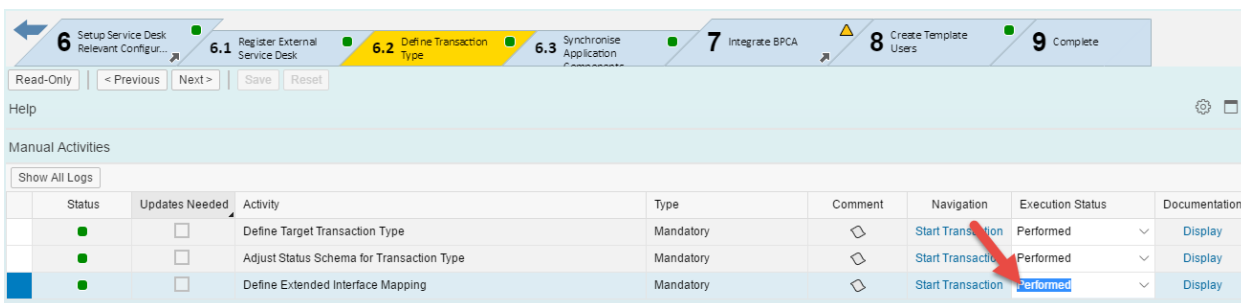 6 Setup Service Desk Relevant Configur...
6.1 Register External Service Desk
6.2 Define Transaction Type
6.3 Synchronise Application Components
7 Integrate BPCA
8 Create Template Users
9 Complete
Read-Only < Previous Next > Save Reset
Help
Manual Activities
Show All Logs
Status Updates Needed Activity Type Comment Navigation Execution Status Documentation
Define Target Transaction Type Mandatory Start Transaction Performed Display
Adjust Status Schema for Transaction Type Mandatory Start Transaction Performed Display
Define Extended Interface Mapping Mandatory Start Transaction Performed Display